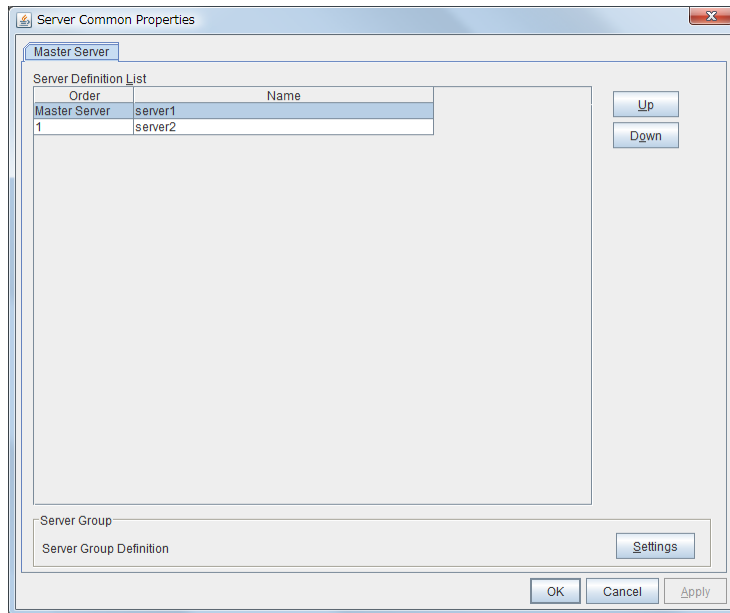 Server Common Properties
Master Server
Server Definition List
Order Name
Master Server server1
1 server2
Up
Down
Server Group
Server Group Definition
Settings
OK Cancel Apply